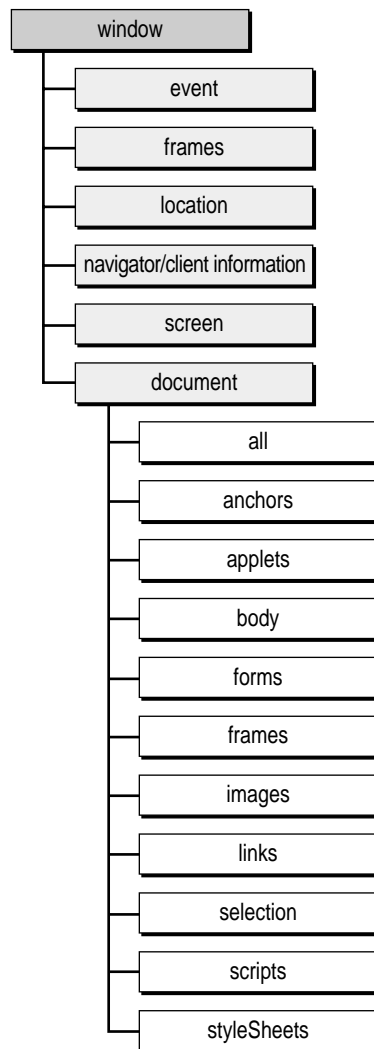 window
event
frames
location
navigator/client information
screen
document
all
anchors
applets
body
forms
frames
images
links
selection
scripts
styleSheets